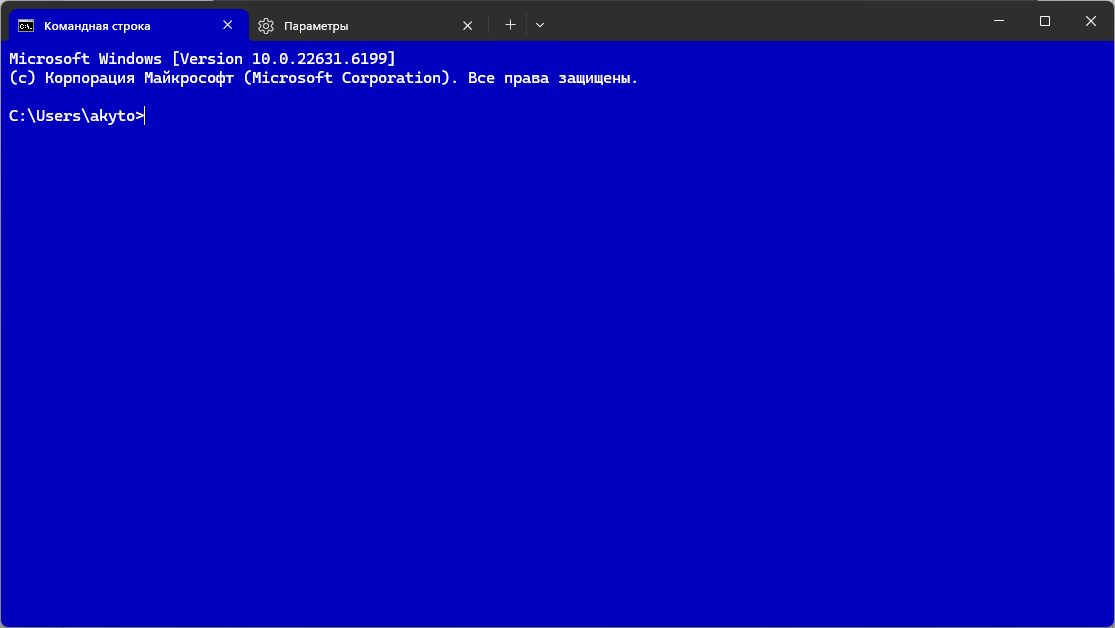 Командная строка
Параметры
Microsoft Windows [Version 10.0.22631.6199]
(c) Корпорация Майкрософт (Microsoft Corporation). Все права защищены.
C:\Users\akyto>